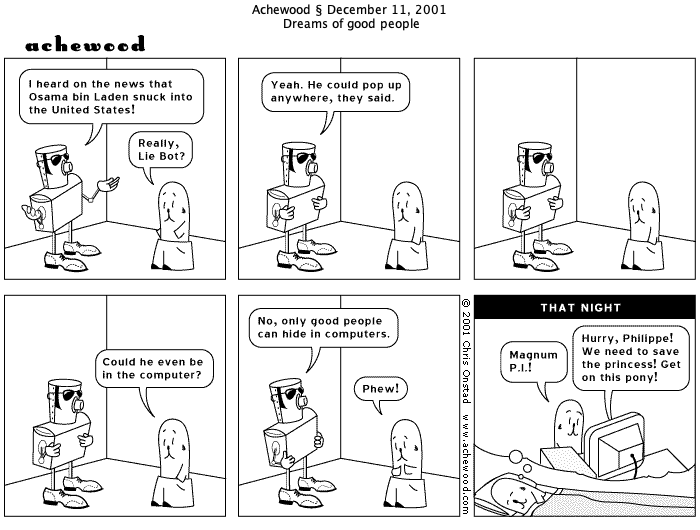 Achewood § December 11, 2001
Dreams of good people
achewood
I heard on the news that
Osama bin Laden snuck into
the United States!
Really,
Lie Bot?
Yeah. He could pop up
anywhere, they said.
Could he even be
in the computer?
No, only good people
can hide in computers.
Phew!
© 2001 Chris Onstad www.achewood.com
THAT NIGHT
Magnum
P.I.!
Hurry, Philippe!
We need to save
the princess! Get
on this pony!